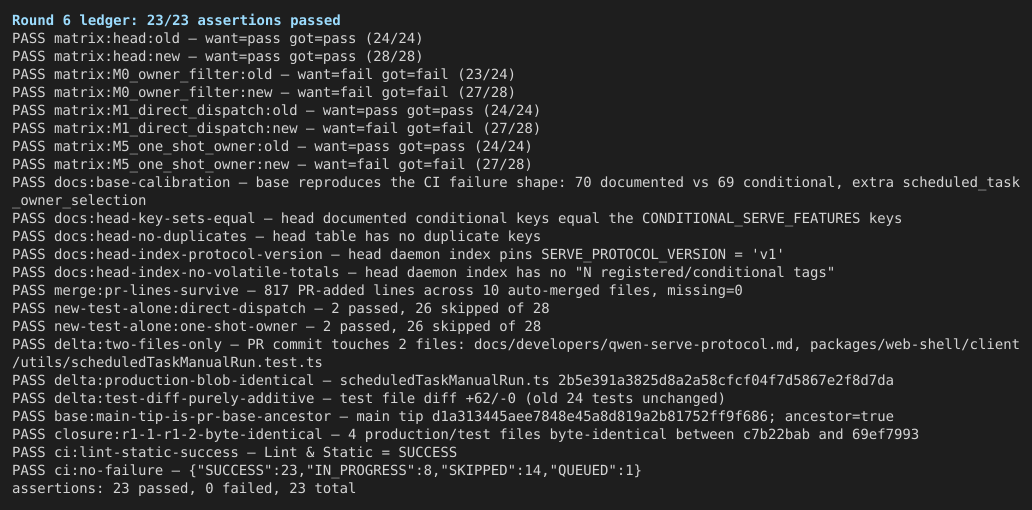 Round 6 ledger: 23/23 assertions passed
PASS matrix:head:old — want=pass got=pass (24/24)
PASS matrix:head:new — want=pass got=pass (28/28)
PASS matrix:M0_owner_filter:old — want=fail got=fail (23/24)
PASS matrix:M0_owner_filter:new — want=fail got=fail (27/28)
PASS matrix:M1_direct_dispatch:old — want=pass got=pass (24/24)
PASS matrix:M1_direct_dispatch:new — want=fail got=fail (27/28)
PASS matrix:M5_one_shot_owner:old — want=pass got=pass (24/24)
PASS matrix:M5_one_shot_owner:new — want=fail got=fail (27/28)
PASS docs:base-calibration — base reproduces the CI failure shape: 70 documented vs 69 conditional, extra scheduled_task
_owner_selection
PASS docs:head-key-sets-equal — head documented conditional keys equal the CONDITIONAL_SERVE_FEATURES keys
PASS docs:head-no-duplicates — head table has no duplicate keys
PASS docs:head-index-protocol-version — head daemon index pins SERVE_PROTOCOL_VERSION = 'v1'
PASS docs:head-index-no-volatile-totals — head daemon index has no "N registered/conditional tags"
PASS merge:pr-lines-survive — 817 PR-added lines across 10 auto-merged files, missing=0
PASS new-test-alone:direct-dispatch — 2 passed, 26 skipped of 28
PASS new-test-alone:one-shot-owner — 2 passed, 26 skipped of 28
PASS delta:two-files-only — PR commit touches 2 files: docs/developers/qwen-serve-protocol.md, packages/web-shell/client
/utils/scheduledTaskManualRun.test.ts
PASS delta:production-blob-identical — scheduledTaskManualRun.ts 2b5e391a3825d8a2a58cfcf04f7d5867e2f8d7da
PASS delta:test-diff-purely-additive — test file diff +62/-0 (old 24 tests unchanged)
PASS base:main-tip-is-pr-base-ancestor — main tip d1a313445aee7848e45a8d819a2b81752ff9f686; ancestor=true
PASS closure:r1-1-r1-2-byte-identical — 4 production/test files byte-identical between c7b22bab and 69ef7993
PASS ci:lint-static-success — Lint & Static = SUCCESS
PASS ci:no-failure — {"SUCCESS":23,"IN_PROGRESS":8,"SKIPPED":14,"QUEUED":1}
assertions: 23 passed, 0 failed, 23 total